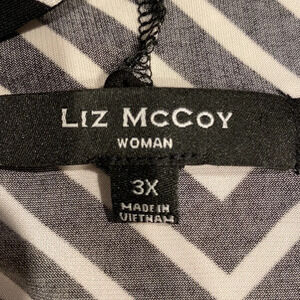 LIZ MCCOY
WOMAN
3X
MADE IN
VIETNAM